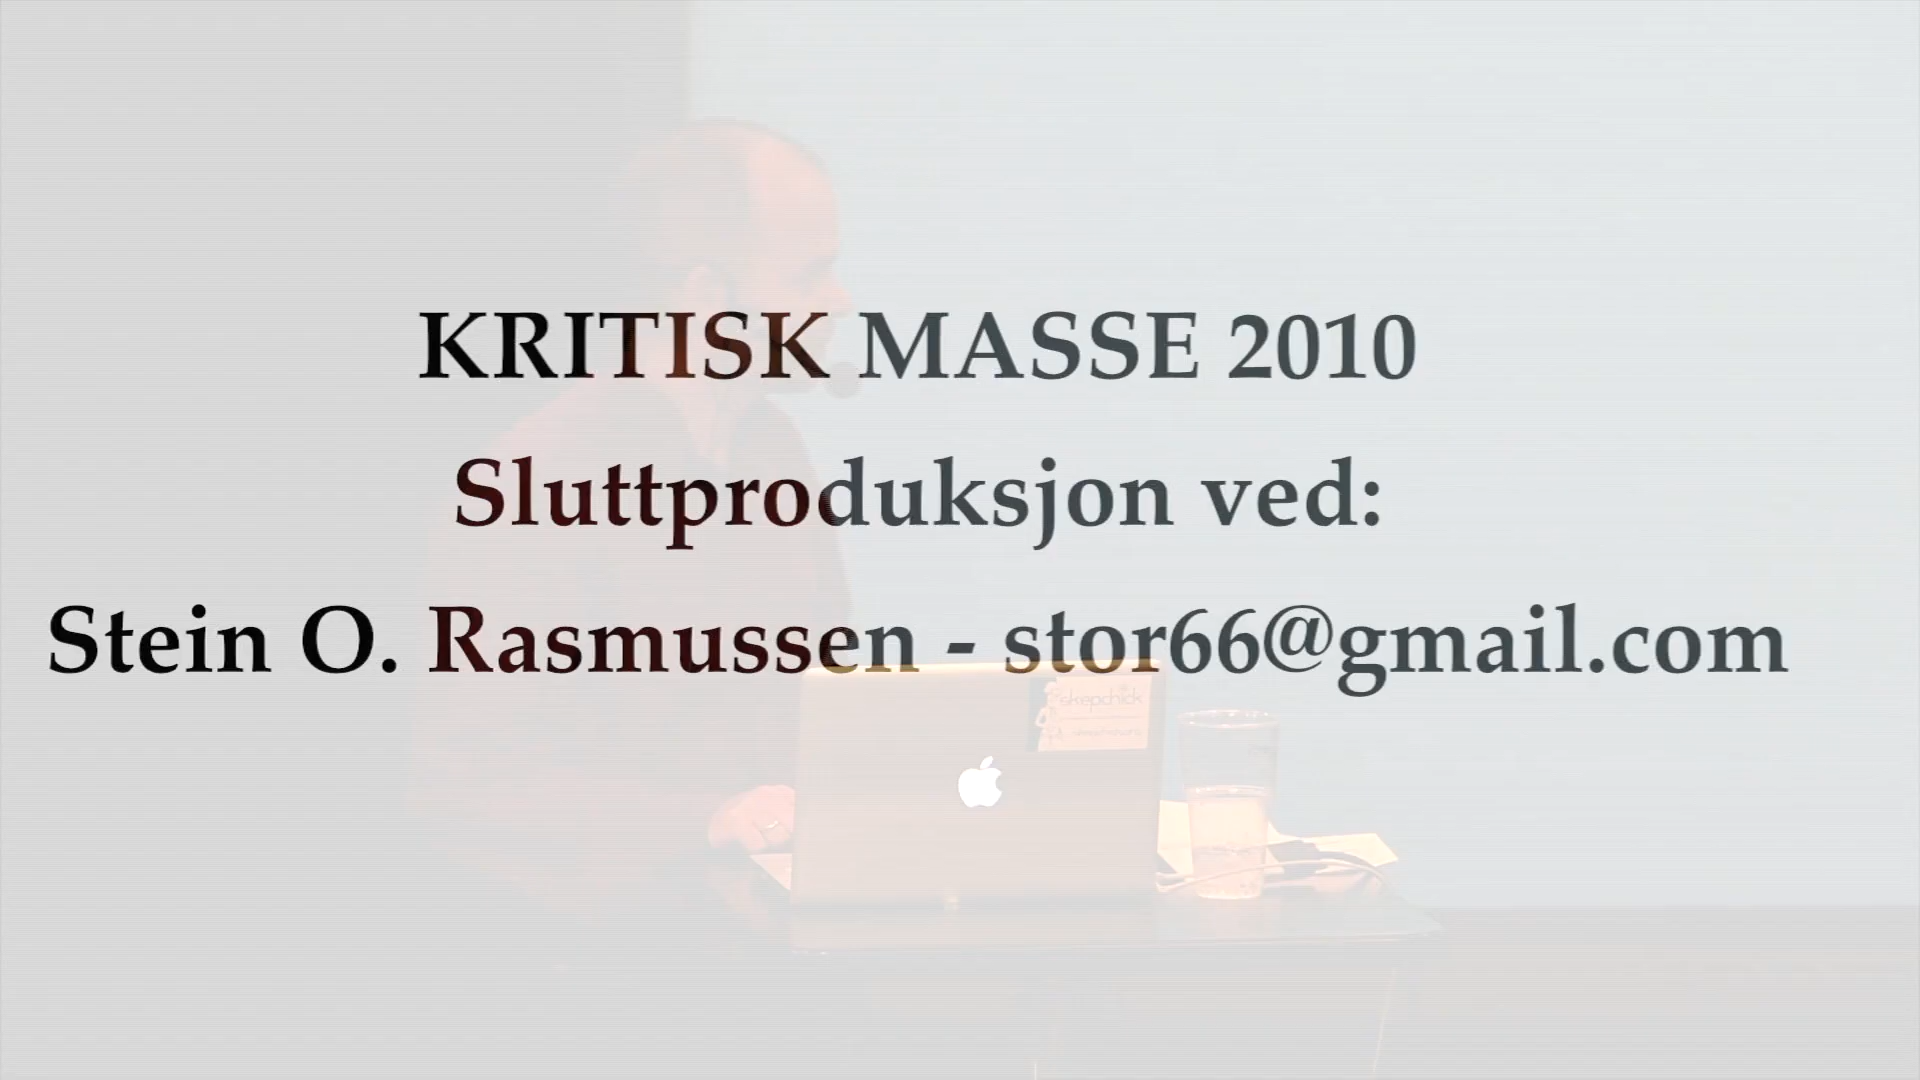 KRITISK MASSE 2010
Sluttproduksjon ved:
Stein O. Rasmussen - stor66@gmail.com
skepchick